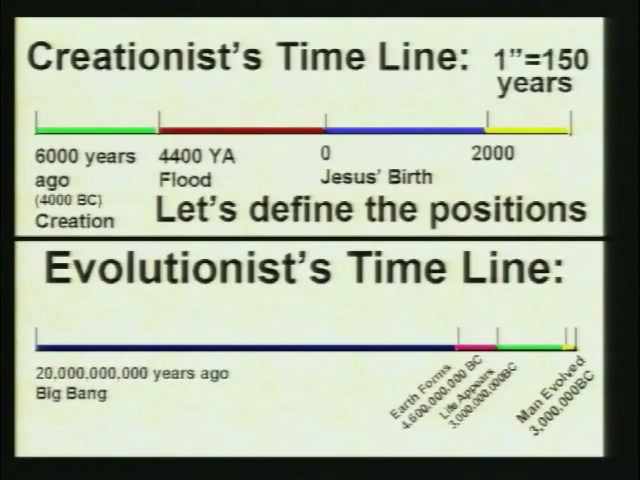 Creationist's Time Line: 1”=150
years
6000 years
ago
(4000 BC)
Creation
4400 YA
Flood
0
Jesus’ Birth
2000
Let’s define the positions
Evolutionist’s Time Line:
20,000,000,000 years ago
Big Bang
Earth Forms
4,600,000,000 BC
Life Appears
3,000,000,000BC
Man Evolved
3,000,000BC